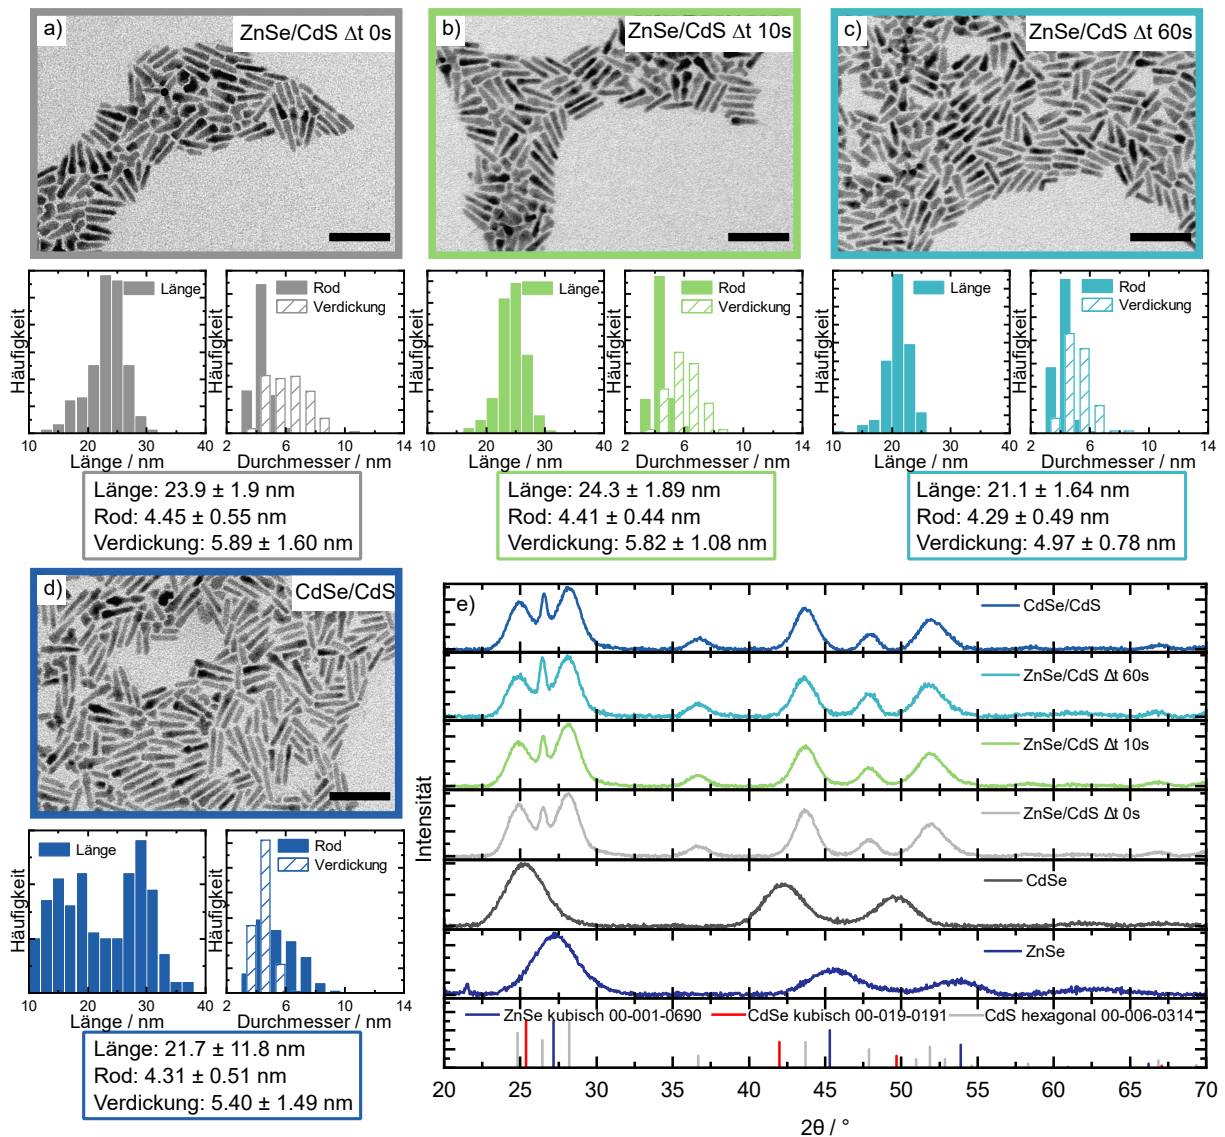 a)
ZnSe/CdS Δt 0s
b)
ZnSe/CdS Δt 10s
c)
ZnSe/CdS Δt 60s
Häufigkeit
Länge
10 20 30 40
Länge / nm
Häufigkeit
Rod
Verdickung
2 6 10 14
Durchmesser / nm
Häufigkeit
Länge
10 20 30 40
Länge / nm
Häufigkeit
Rod
Verdickung
2 6 10 14
Durchmesser / nm
Häufigkeit
Länge
10 20 30 40
Länge / nm
Häufigkeit
Rod
Verdickung
2 6 10 14
Durchmesser / nm
Länge: 23.9 ± 1.9 nm
Rod: 4.45 ± 0.55 nm
Verdickung: 5.89 ± 1.60 nm
Länge: 24.3 ± 1.89 nm
Rod: 4.41 ± 0.44 nm
Verdickung: 5.82 ± 1.08 nm
Länge: 21.1 ± 1.64 nm
Rod: 4.29 ± 0.49 nm
Verdickung: 4.97 ± 0.78 nm
d)
CdSe/CdS
Häufigkeit
Länge
10 20 30 40
Länge / nm
Häufigkeit
Rod
Verdickung
2 6 10 14
Durchmesser / nm
Länge: 21.7 ± 11.8 nm
Rod: 4.31 ± 0.51 nm
Verdickung: 5.40 ± 1.49 nm
e)
CdSe/CdS
ZnSe/CdS Δt 60s
ZnSe/CdS Δt 10s
ZnSe/CdS Δt 0s
CdSe
ZnSe
ZnSe kubisch 00-001-0690 CdSe kubisch 00-019-0191 CdS hexagonal 00-006-0314
Intensität
20 25 30 35 40 45 50 55 60 65 70
2θ / °